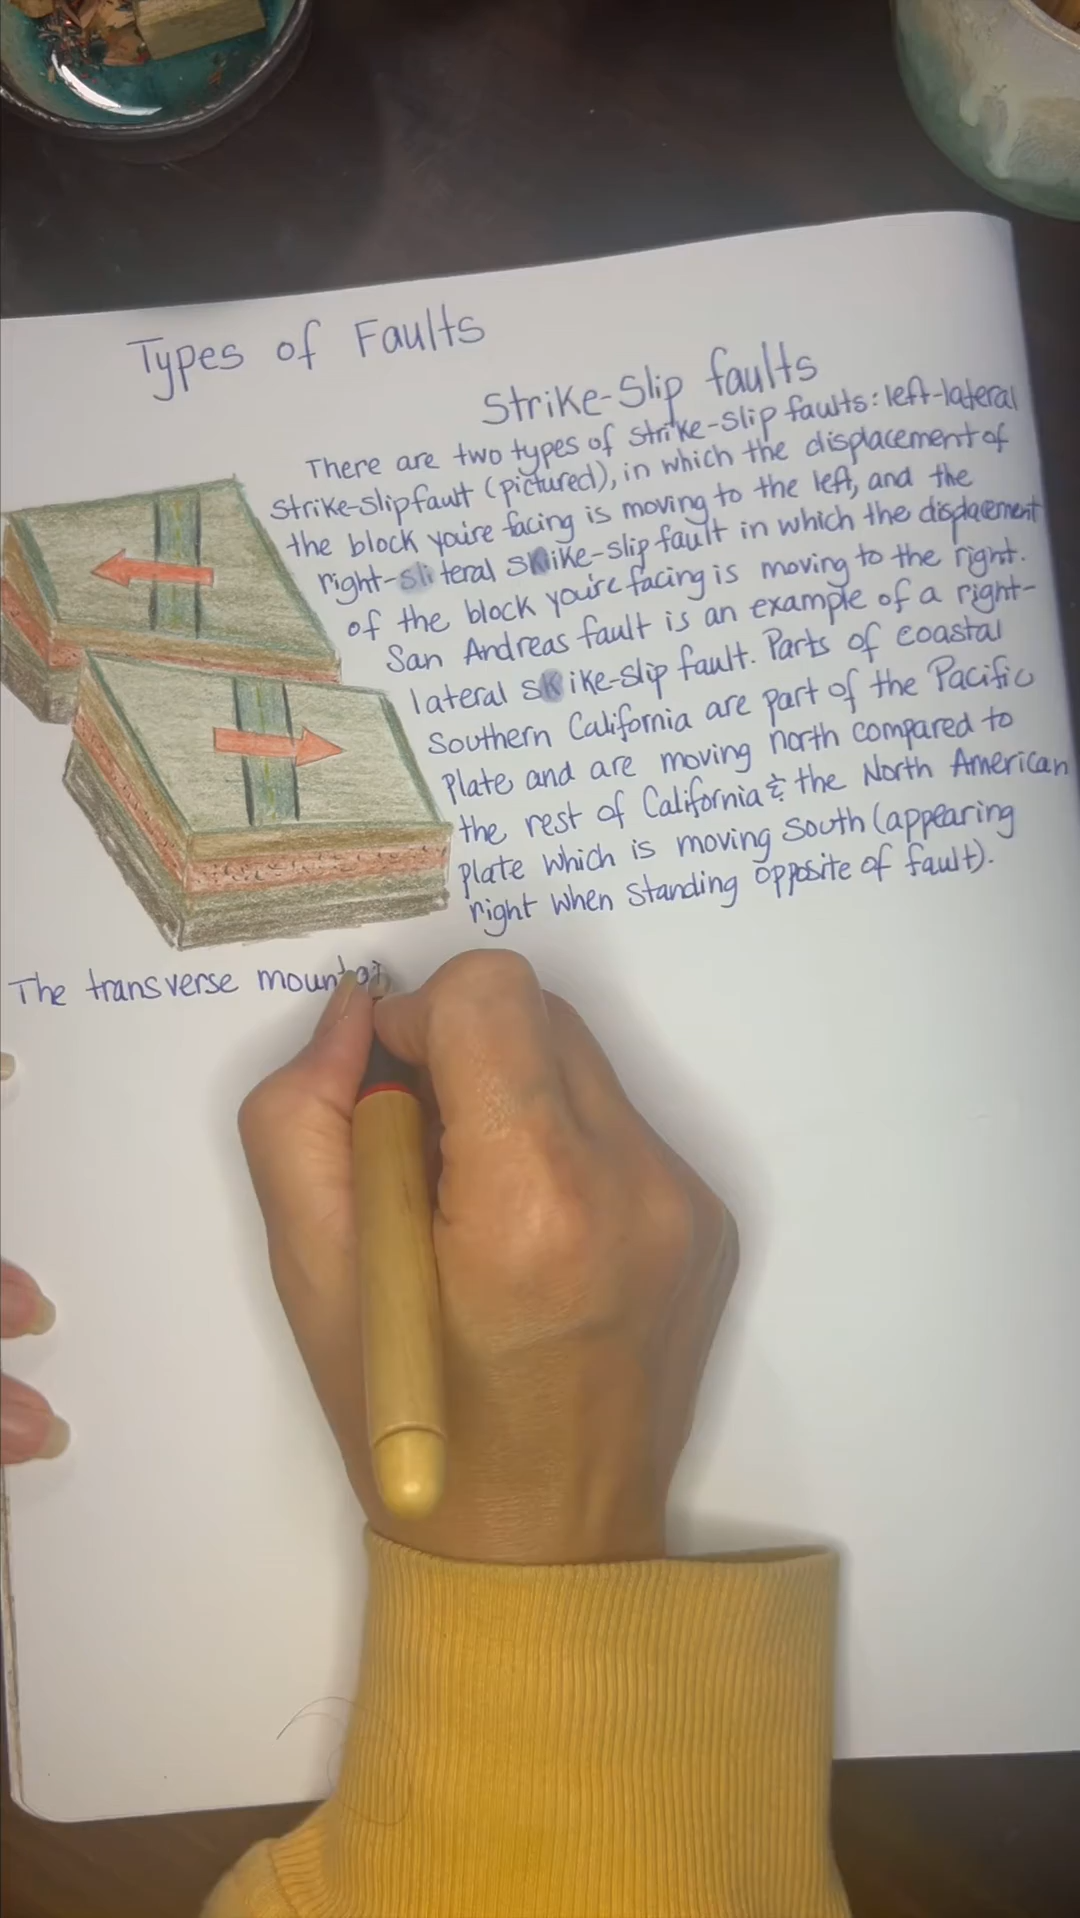 Types of Faults
Strike-Slip faults
There are two types of strike-slip faults: left-lateral
strike-slip fault (pictured), in which the displacement of
the block you're facing is moving to the left, and the
right-sli teral skike-slip fault in which the displacement
of the block you're facing is moving to the right.
San Andreas fault is an example of a right-
lateral skike-slip fault. Parts of coastal
Southern California are part of the Pacific
plate and are moving north compared to
the rest of California & the North American
plate which is moving South (appearing
right when standing opposite of fault).
The transverse mountai